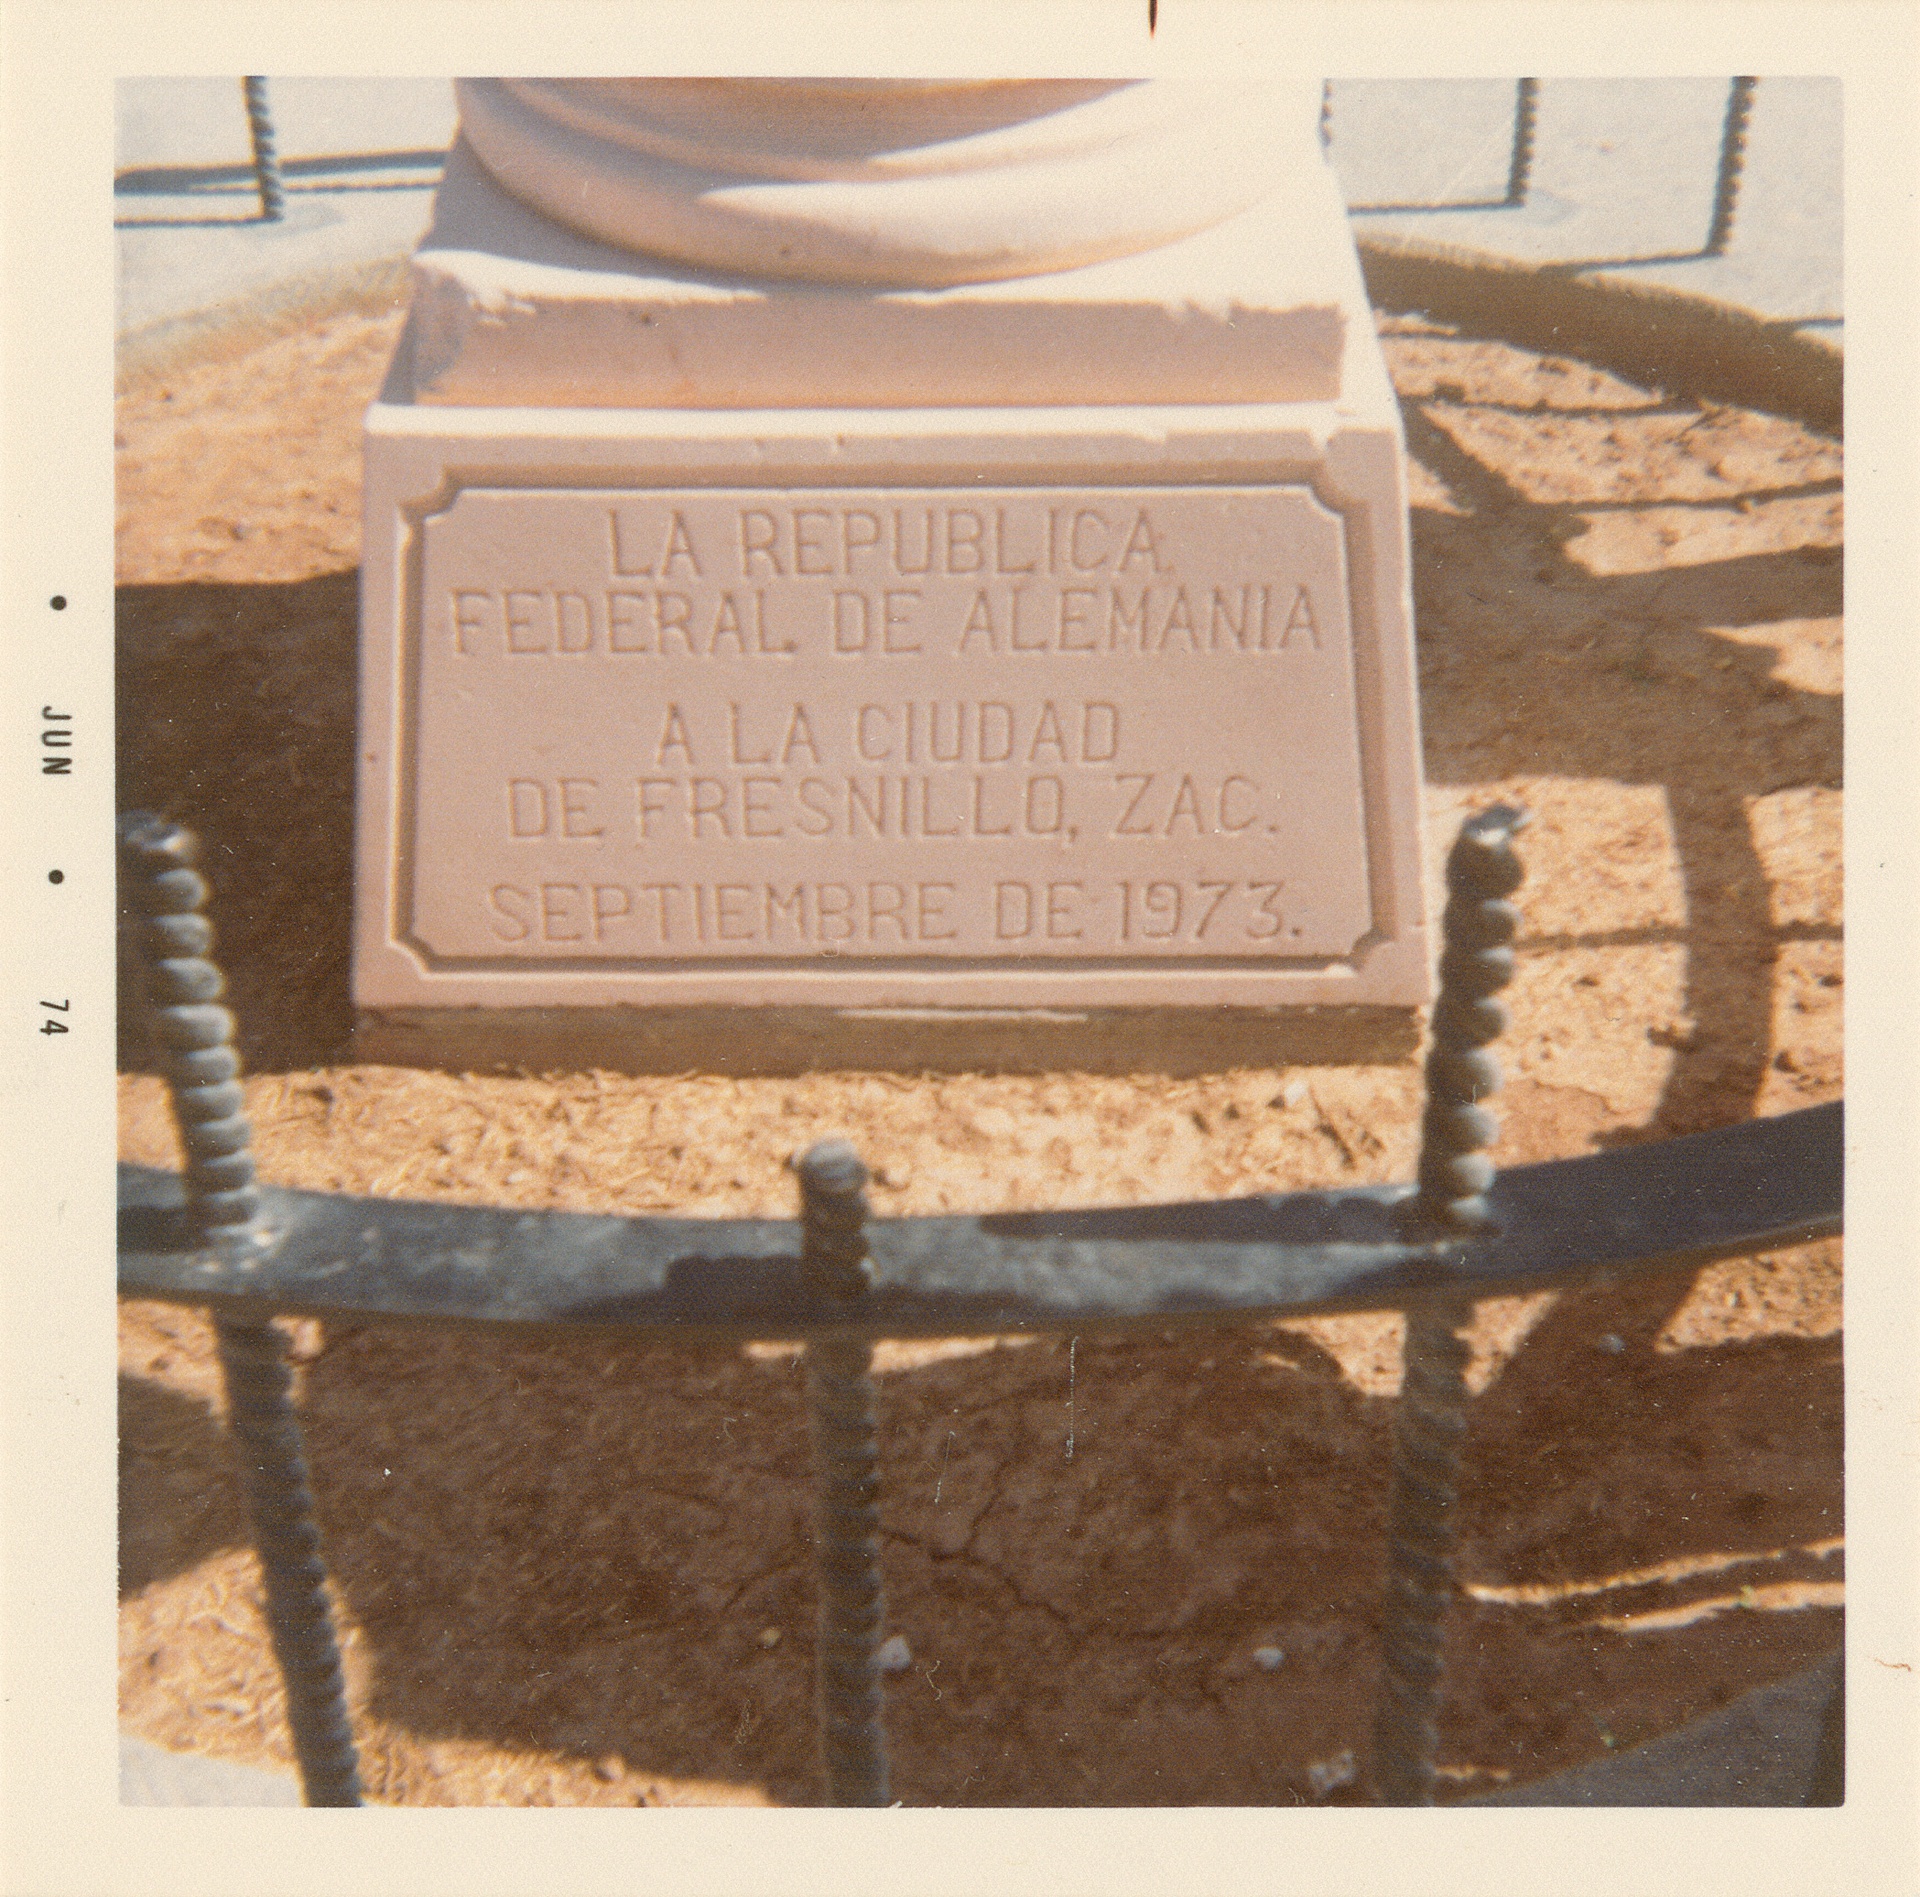 LA REPUBLICA
FEDERAL DE ALEMANIA
A LA CIUDAD
DE FRESNILLO, ZAC.
SEPTIEMBRE DE 1973.
• JUN • 74